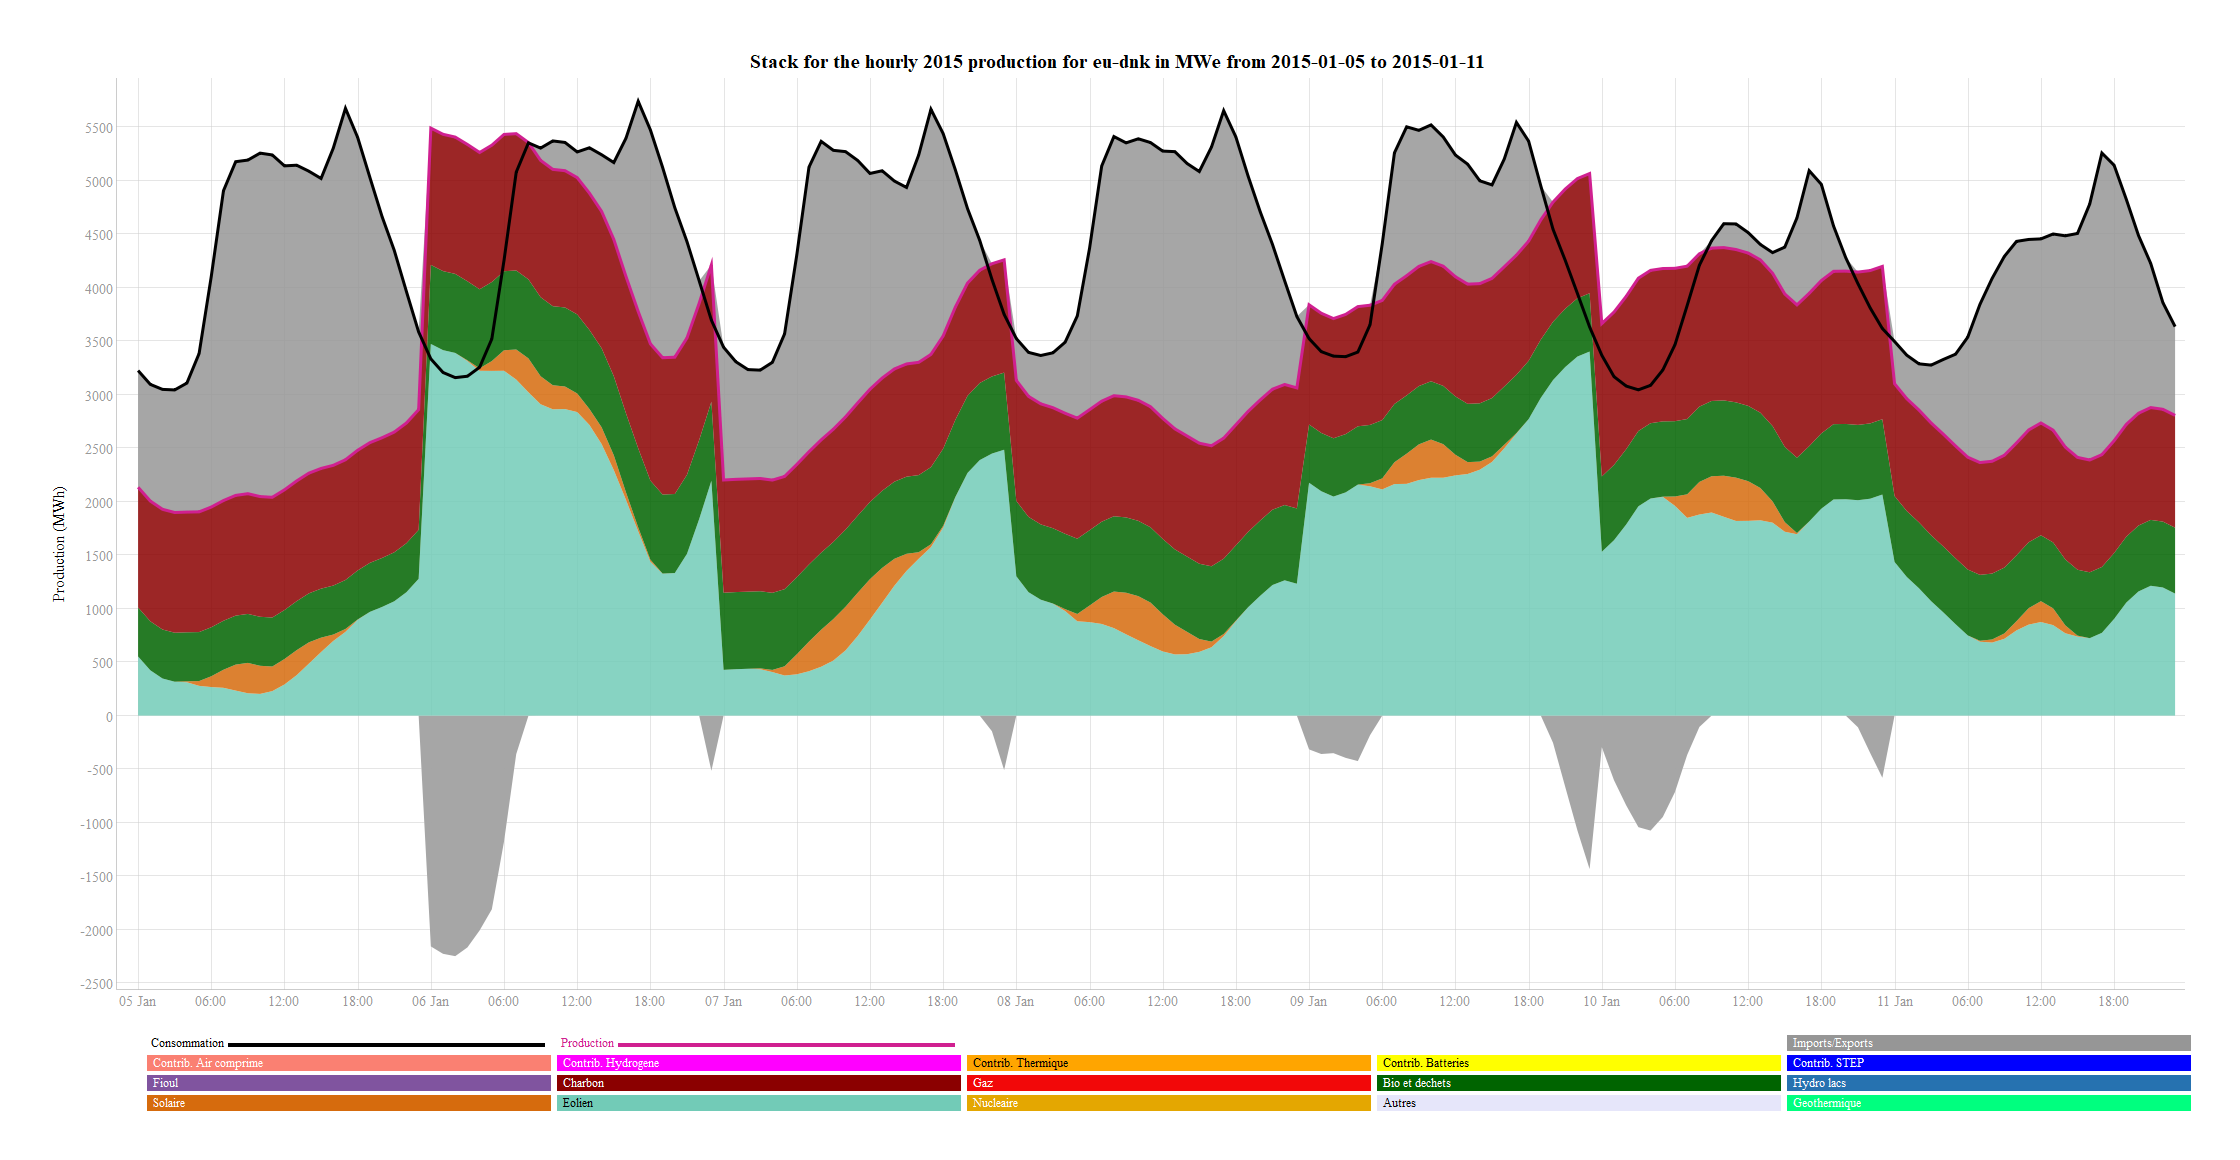 Stack for the hourly 2015 production for eu-dnk in MWe from 2015-01-05 to 2015-01-11
Production (MWh)
5500
5000
4500
4000
3500
3000
2500
2000
1500
1000
500
0
-500
-1000
-1500
-2000
-2500
05 Jan 06:00 12:00 18:00 06 Jan 06:00 12:00 18:00 07 Jan 06:00 12:00 18:00 08 Jan 06:00 12:00 18:00 09 Jan 06:00 12:00 18:00 10 Jan 06:00 12:00 18:00 11 Jan 06:00 12:00 18:00
Consommation Production Imports/Exports
Contrib. Air comprime Contrib. Hydrogene Contrib. Thermique Contrib. Batteries Contrib. STEP
Fioul Charbon Gaz Bio et dechets Hydro lacs
Solaire Eolien Nucleaire Autres Geothermique